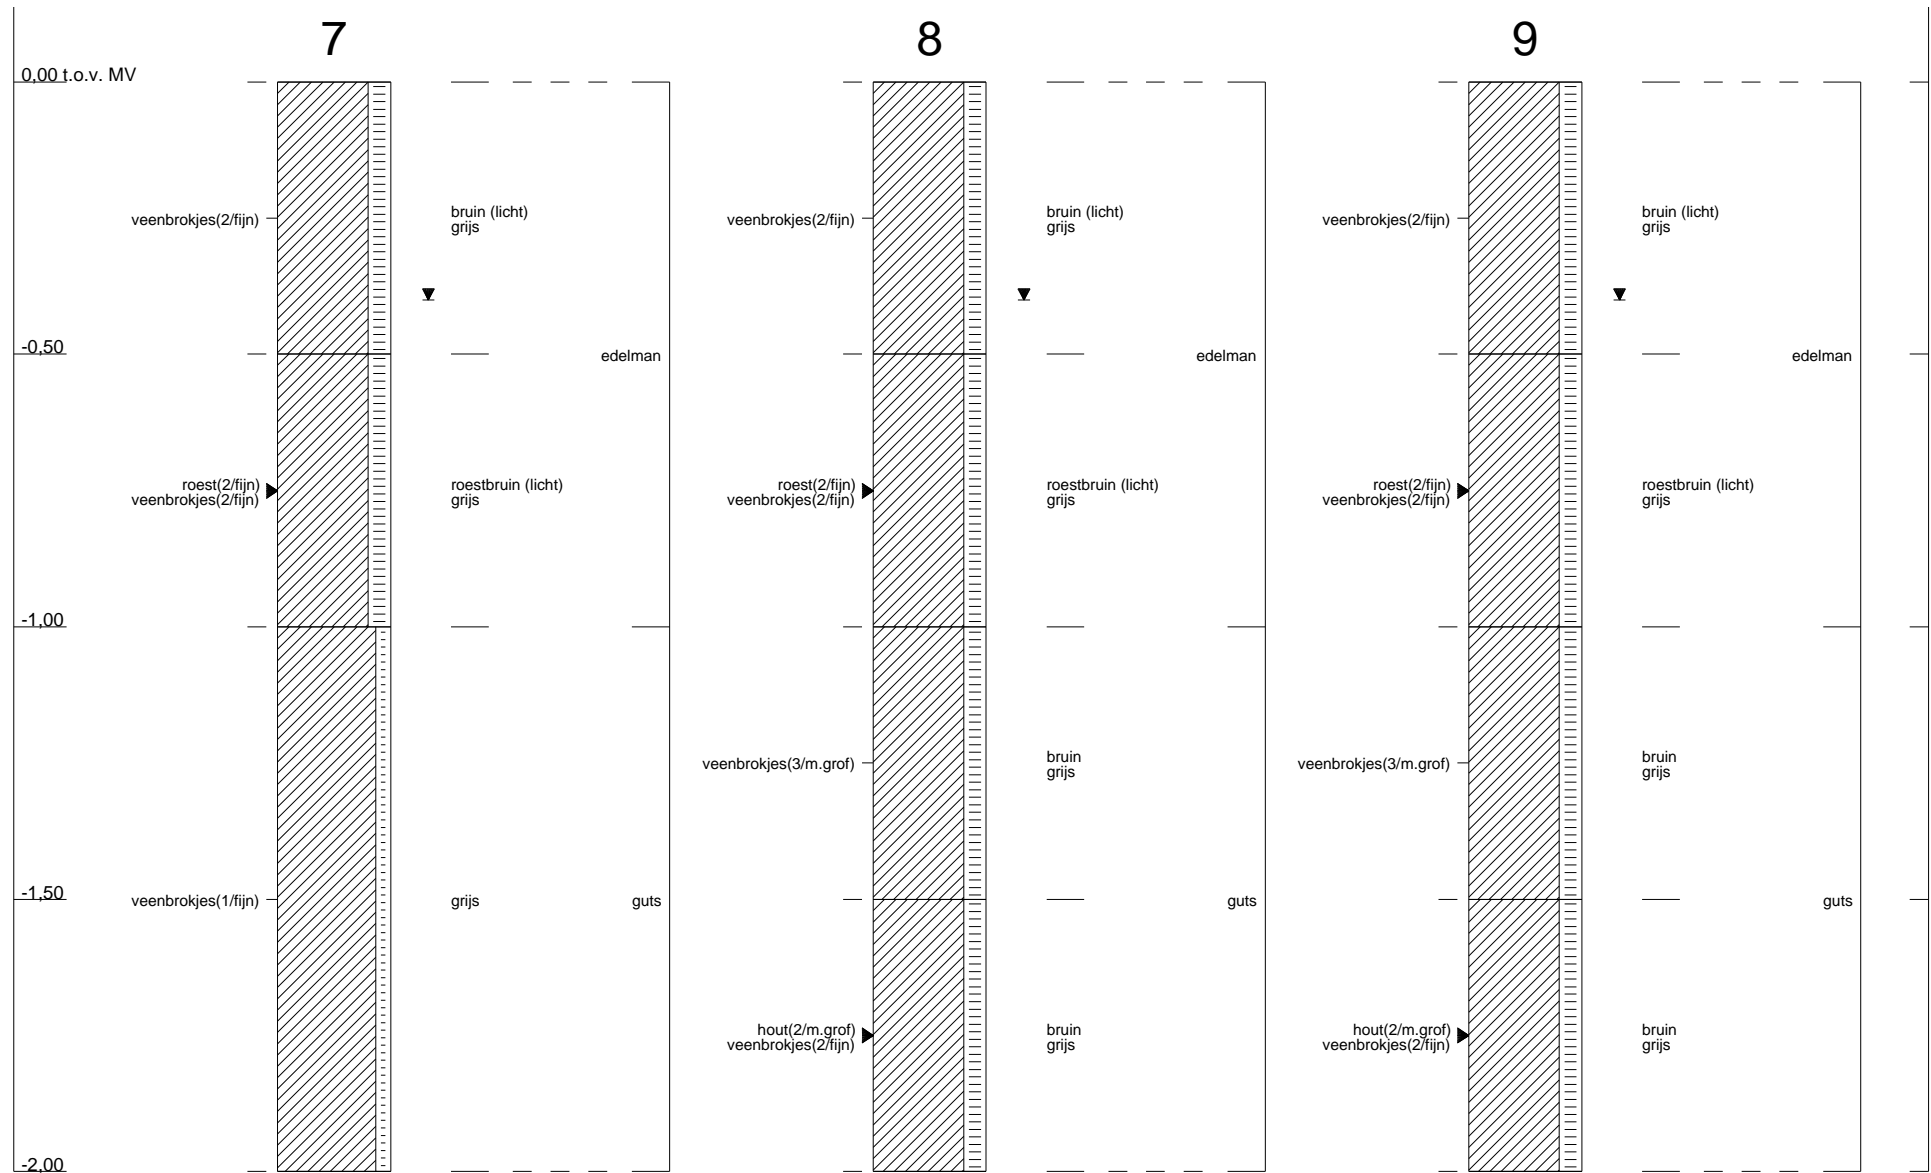 7
8
9
0,00 t.o.v. MV
veenbrokjes(2/fijn)
bruin (licht)
grijs
veenbrokjes(2/fijn)
bruin (licht)
grijs
veenbrokjes(2/fijn)
bruin (licht)
grijs
-0,50
edelman
edelman
edelman
roest(2/fijn)
veenbrokjes(2/fijn)
roestbruin (licht)
grijs
roest(2/fijn)
veenbrokjes(2/fijn)
roestbruin (licht)
grijs
roest(2/fijn)
veenbrokjes(2/fijn)
roestbruin (licht)
grijs
-1,00
veenbrokjes(3/m.grof)
bruin
grijs
veenbrokjes(3/m.grof)
bruin
grijs
-1,50
veenbrokjes(1/fijn)
grijs
guts
guts
guts
hout(2/m.grof)
veenbrokjes(2/fijn)
bruin
grijs
hout(2/m.grof)
veenbrokjes(2/fijn)
bruin
grijs
-2,00